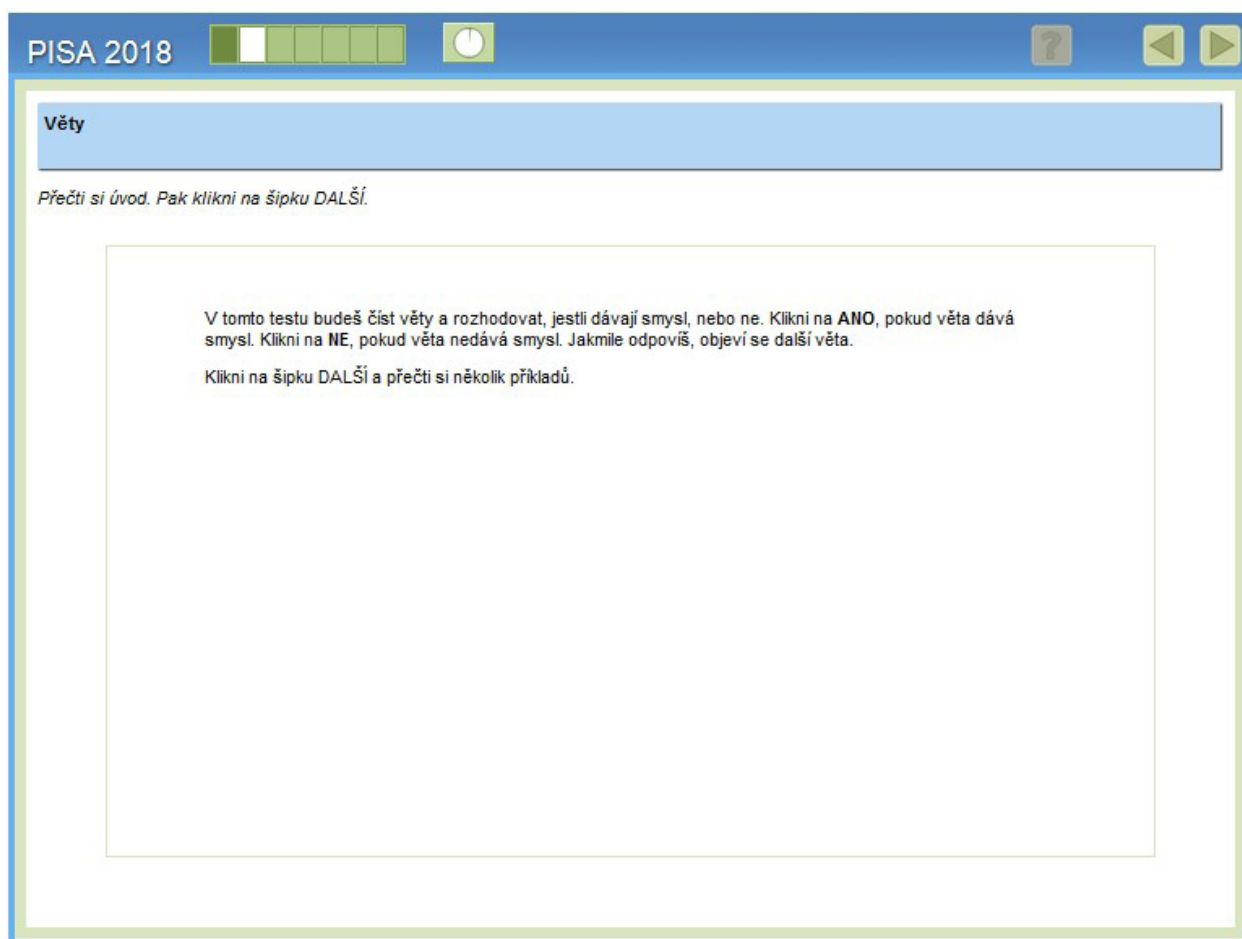 PISA 2018
?
Věty
Přečti si úvod. Pak klikni na šipku DALŠÍ.
V tomto testu budeš číst věty a rozhodovat, jestli dávají smysl, nebo ne. Klikni na ANO, pokud věta dává
smysl. Klikni na NE, pokud věta nedává smysl. Jakmile odpovíš, objeví se další věta.
Klikni na šipku DALŠÍ a přečti si několik příkladů.